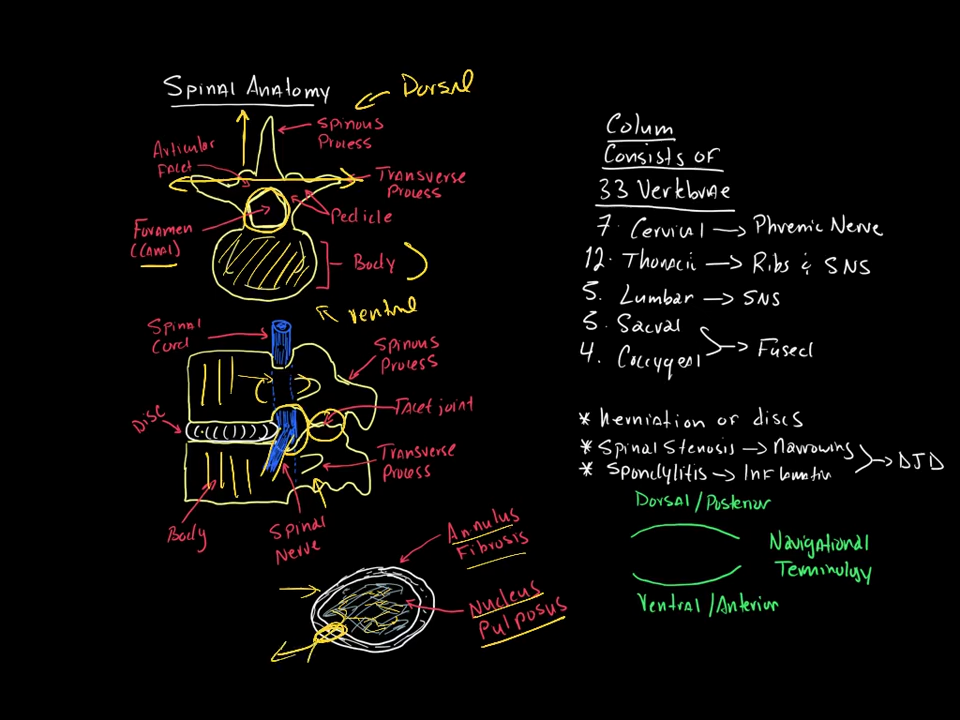 Spinal Anatomy
Dorsal
Spinous
Process
Articular
Facet
Transverse
Process
Pedicle
Foramen
(Canal)
Body
Ventral
Spinal
Cord
Spinous
Process
Disc
Facet joint
Transverse
Process
Body
Spinal
Nerve
Annulus
Fibrosis
Nucleus
Pulposus
Colum
Consists of
33 Vertebrae
7. Cervical → Phrenic Nerve
12. Thoracic → Ribs & SNS
5. Lumbar → SNS
5. Sacral
4. Coccygeal
→ Fused
* herniation of discs
* Spinal Stenosis → Narrowing
* Spondylitis → Inflamatin
→ DJD
Dorsal / Posterior
Navigational
Terminology
Ventral / Anterior